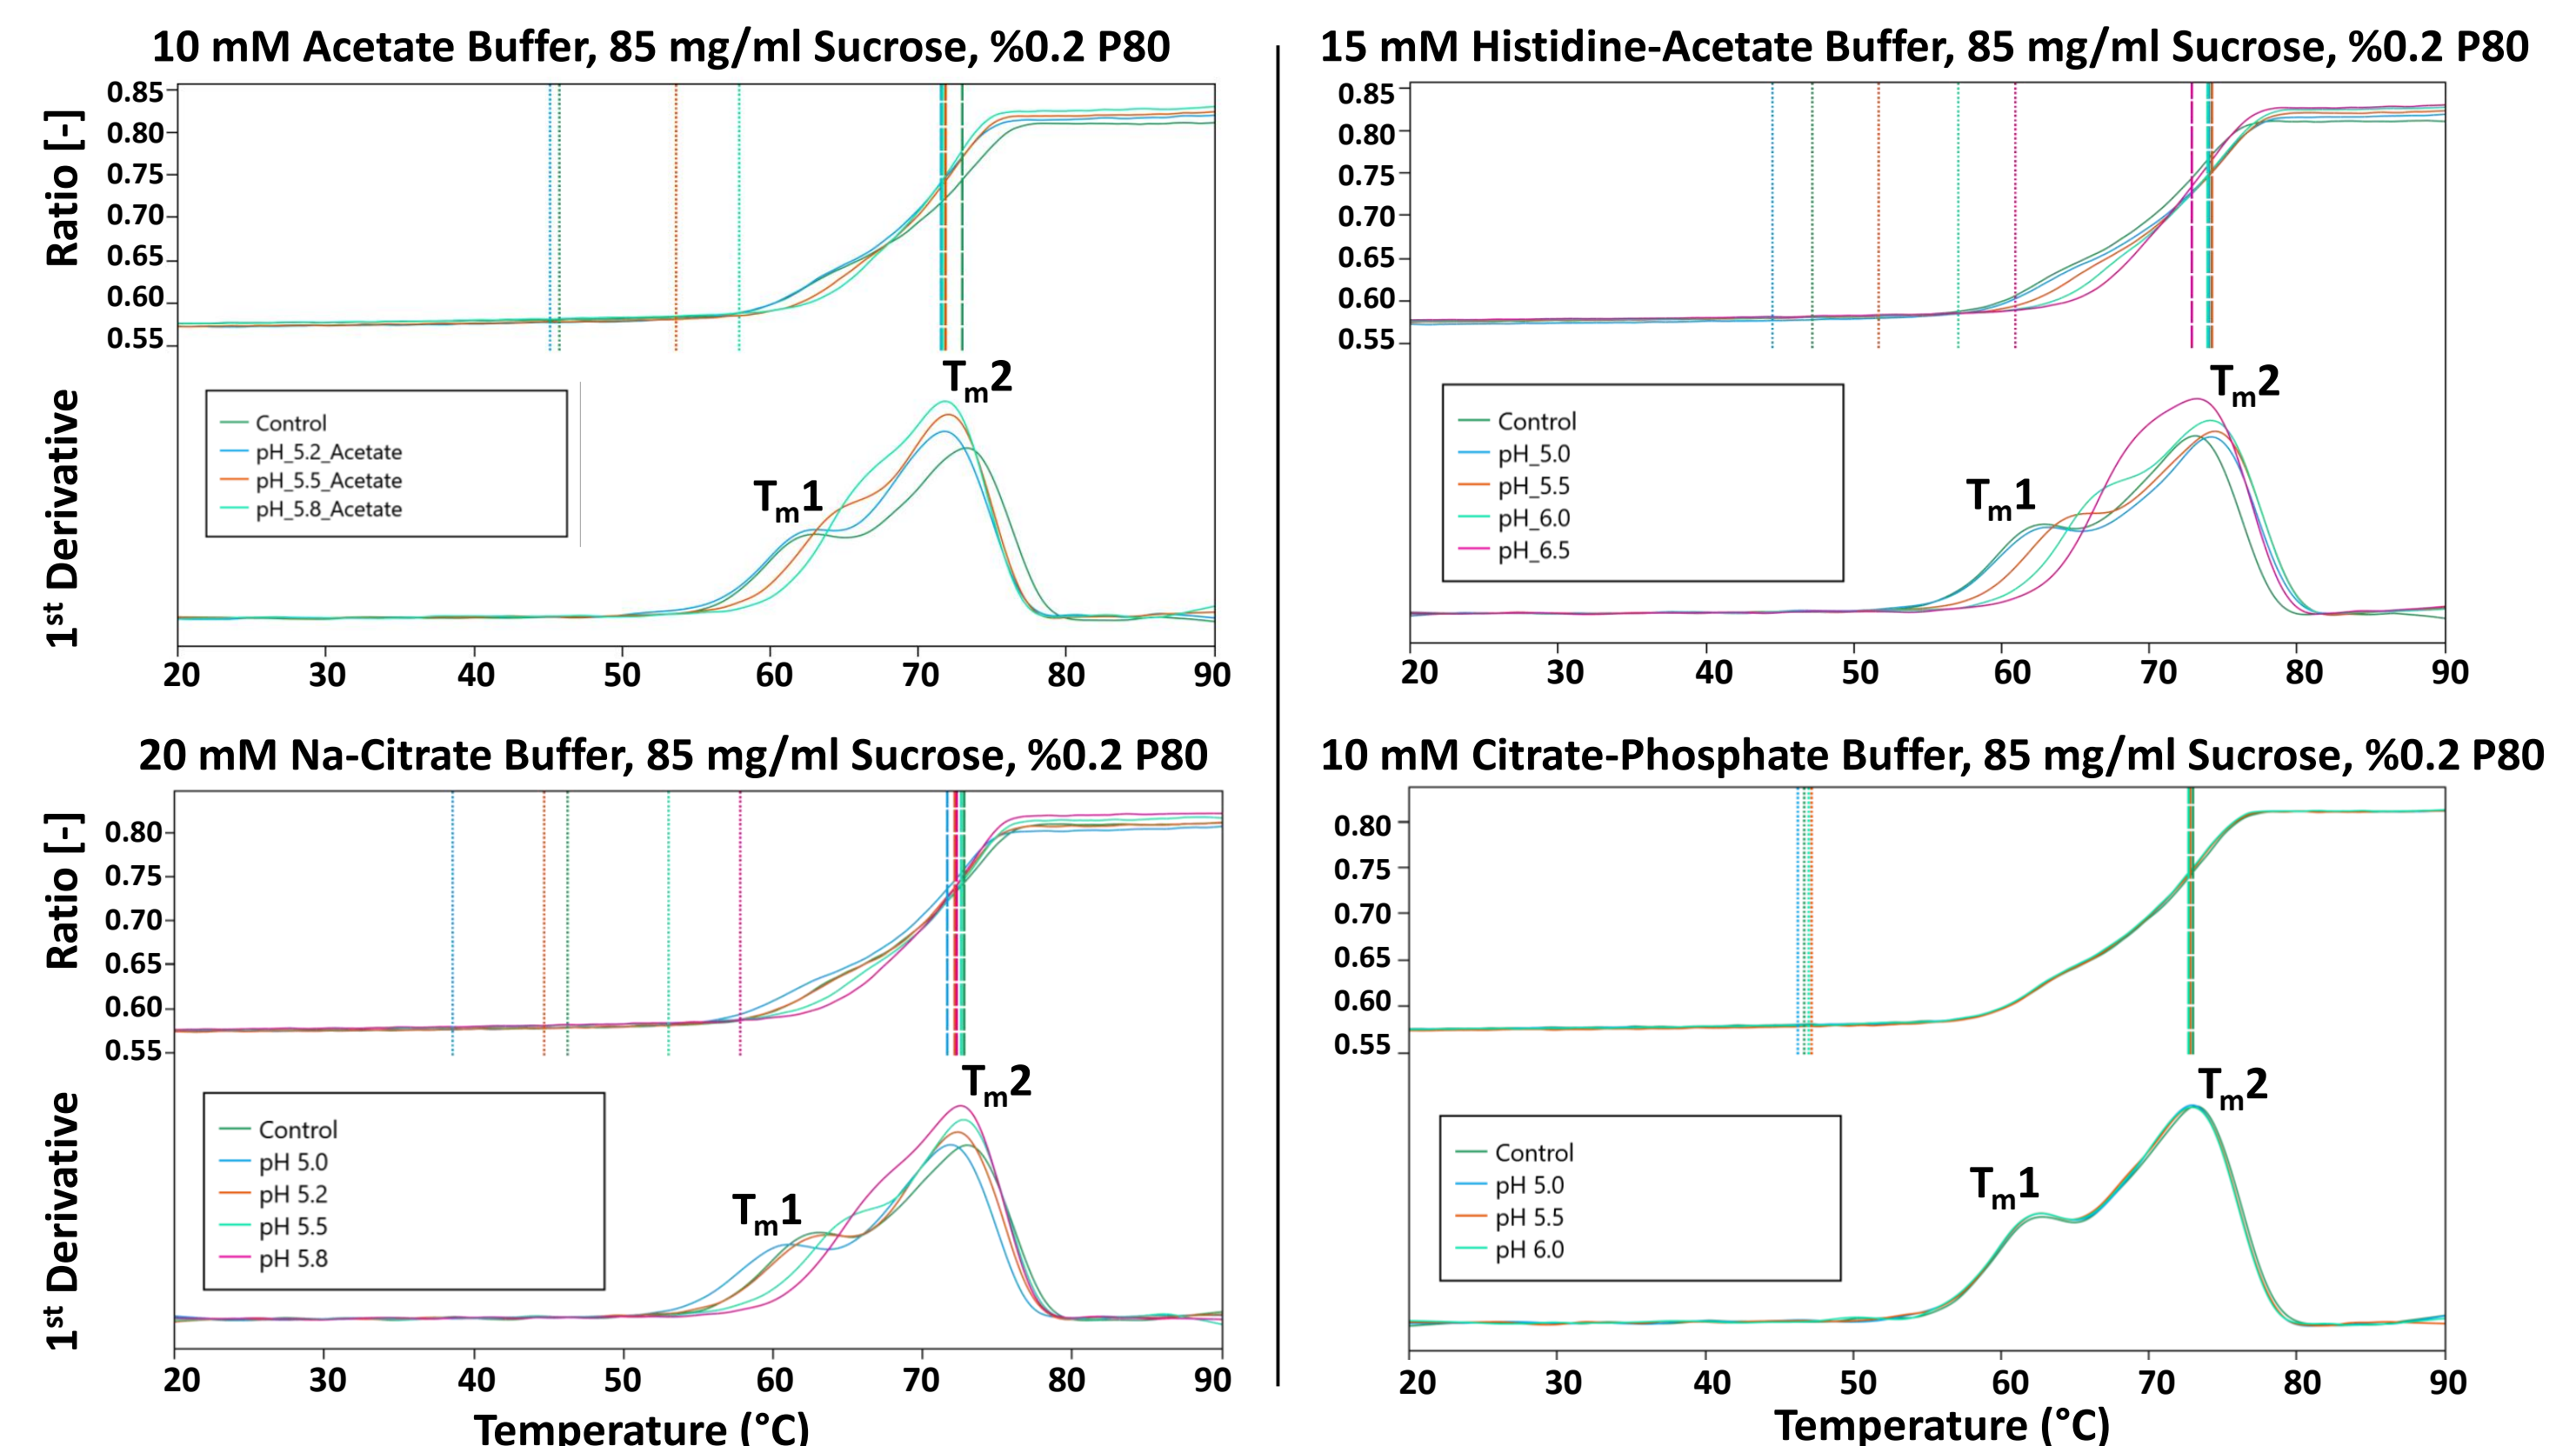 10 mM Acetate Buffer, 85 mg/ml Sucrose, %0.2 P80
Ratio [-]
0.85
0.80
0.75
0.70
0.65
0.60
0.55
Tm2
Tm1
Control
pH_5.2_Acetate
pH_5.5_Acetate
pH_5.8_Acetate
1st Derivative
20 30 40 50 60 70 80 90
15 mM Histidine-Acetate Buffer, 85 mg/ml Sucrose, %0.2 P80
0.85
0.80
0.75
0.70
0.65
0.60
0.55
Tm2
Tm1
Control
pH_5.0
pH_5.5
pH_6.0
pH_6.5
20 30 40 50 60 70 80 90
20 mM Na-Citrate Buffer, 85 mg/ml Sucrose, %0.2 P80
Ratio [-]
0.80
0.75
0.70
0.65
0.60
0.55
Tm2
Tm1
Control
pH 5.0
pH 5.2
pH 5.5
pH 5.8
1st Derivative
20 30 40 50 60 70 80 90
Temperature (°C)
10 mM Citrate-Phosphate Buffer, 85 mg/ml Sucrose, %0.2 P80
0.80
0.75
0.70
0.65
0.60
0.55
Tm2
Tm1
Control
pH 5.0
pH 5.5
pH 6.0
20 30 40 50 60 70 80 90
Temperature (°C)